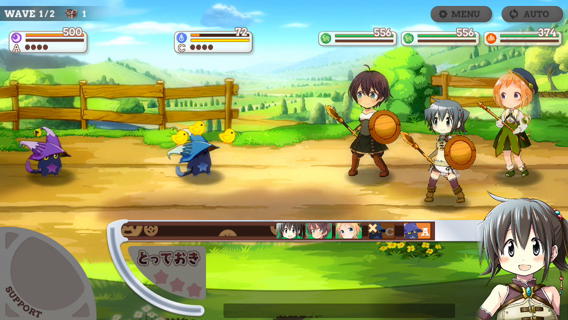 WAVE 1/2 1
MENU
AUTO
500
A
72
C
556
556
374
C
A
とっておき
SUPPORT